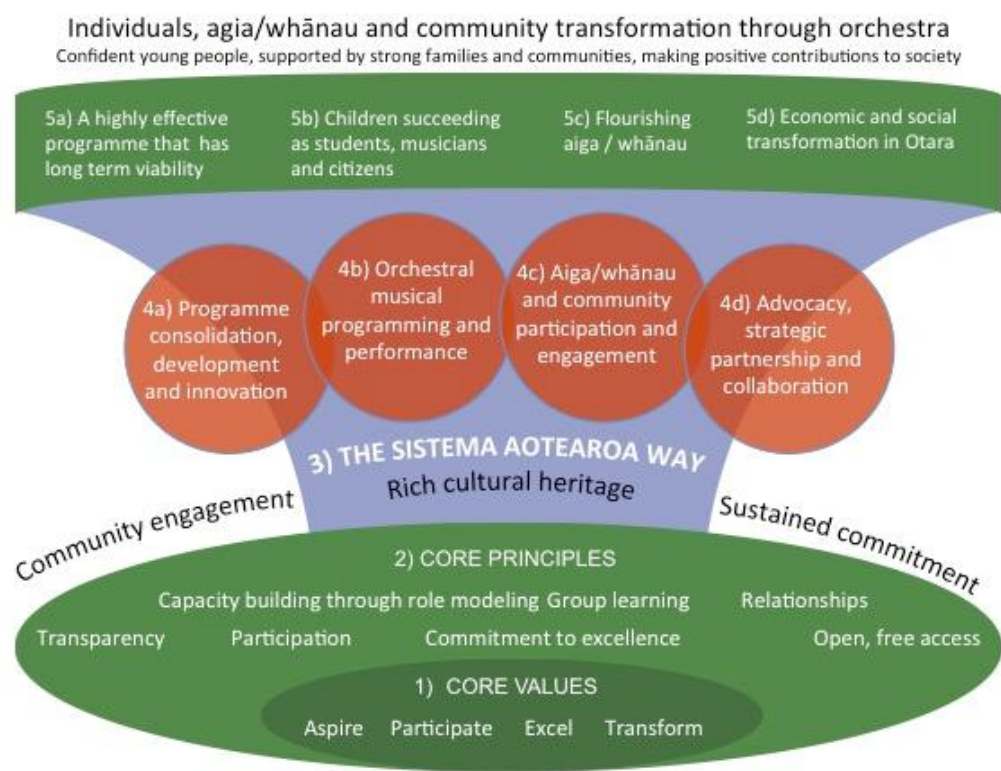 Individuals, agia/whānau and community transformation through orchestra
Confident young people, supported by strong families and communities, making positive contributions to society
5a) A highly effective
programme that has
long term viability
5b) Children succeeding
as students, musicians
and citizens
5c) Flourishing
aiga / whānau
5d) Economic and social
transformation in Otara
4a) Programme
consolidation,
development
and innovation
4b) Orchestral
musical
programming and
performance
4c) Aiga/whānau
and community
participation and
engagement
4d) Advocacy,
strategic
partnership and
collaboration
3) THE SISTEMA AOTEAROA WAY
Rich cultural heritage
Community engagement
Sustained commitment
2) CORE PRINCIPLES
Capacity building through role modeling Group learning Relationships
Transparency Participation Commitment to excellence Open, free access
1) CORE VALUES
Aspire Participate Excel Transform